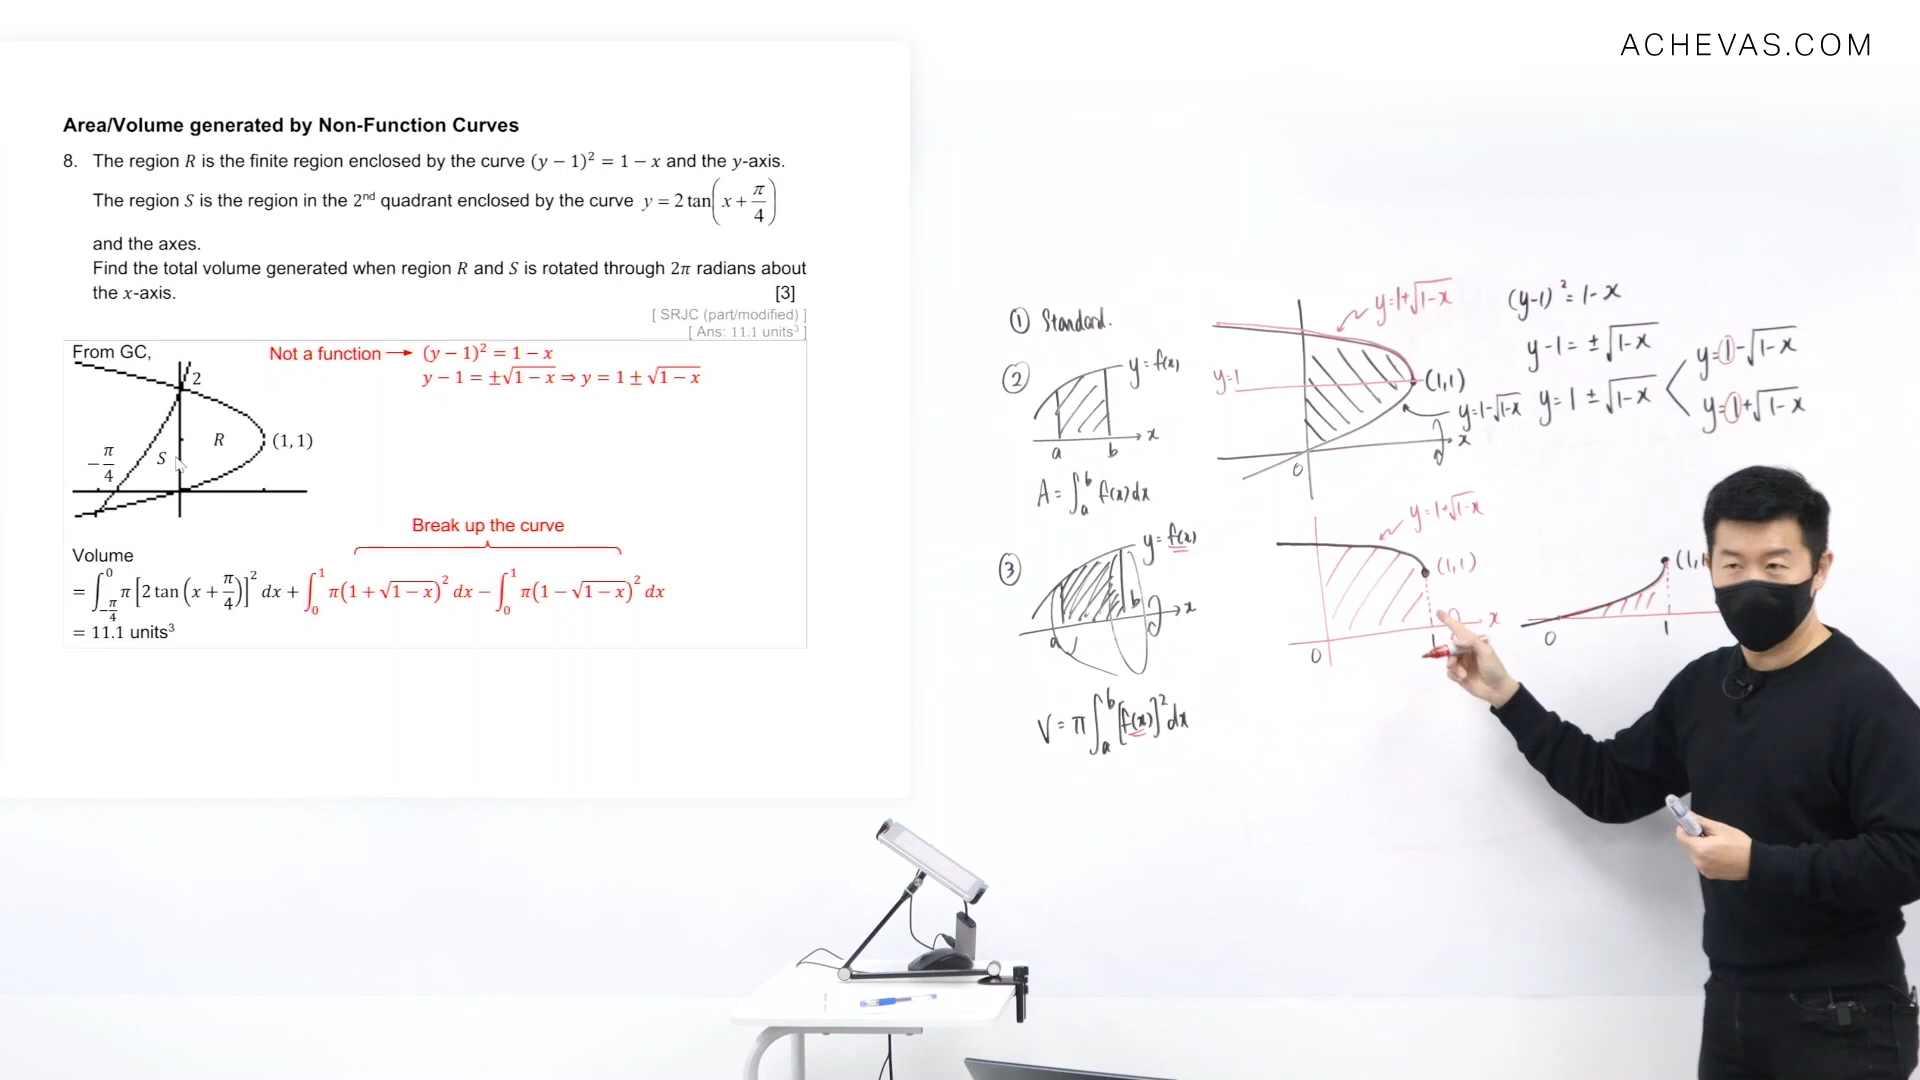 ACHEVAS.COM
Area/Volume generated by Non-Function Curves
8. The region R is the finite region enclosed by the curve (y − 1)² = 1 − x and the y-axis.
The region S is the region in the 2nd quadrant enclosed by the curve y = 2 tan(x + π/4)
and the axes.
Find the total volume generated when region R and S is rotated through 2π radians about
the x-axis. [3]
[ SRJC (part/modified) ]
[ Ans: 11.1 units³ ]
From GC,
Not a function → (y − 1)² = 1 − x
y − 1 = ±√(1 − x) ⇒ y = 1 ± √(1 − x)
2
R
(1, 1)
S
−π/4
Break up the curve
Volume
= ∫_{−π/4}^{0} π[2 tan(x + π/4)]² dx + ∫_0^1 π(1 + √(1 − x))² dx − ∫_0^1 π(1 − √(1 − x))² dx
= 11.1 units³
① Standard.
②
y=f(x)
x
a b
A = ∫_a^b f(x) dx
③
y=f(x)
b
x
a
V = π∫_a^b [f(x)]² dx
y=1+√(1-x)
y=1
(1,1)
y=1-√(1-x)
x
0
(y-1)² = 1-x
y-1 = ±√(1-x)
y = 1 ± √(1-x)
y=1-√(1-x)
y=1+√(1-x)
y=1+√(1-x)
(1,1)
x
0
1
0
1